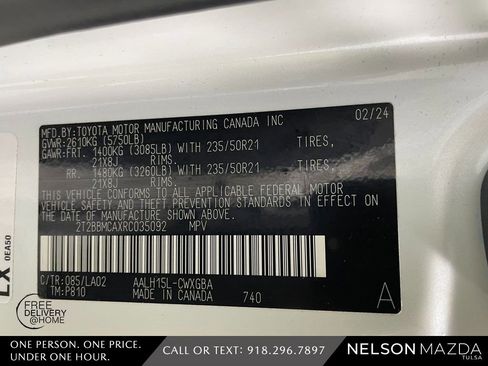 MFD.BY: TOYOTA MOTOR MANUFACTURING CANADA INC 02/24
GVWR: 2610KG (5750LB)
GAWR:FRT. 1400KG (3085LB) WITH 235/50R21 TIRES,
21X8J RIMS.
RR. 1480KG (3260LB) WITH 235/50R21 TIRES,
21X8J RIMS.
THIS VEHICLE CONFORMS TO ALL APPLICABLE FEDERAL MOTOR
VEHICLE SAFETY AND THEFT PREVENTION STANDARDS IN
EFFECT ON THE DATE OF MANUFACTURE SHOWN ABOVE.
2T2BBMCAXRC035092 MPV
C/TR:085/LA02 AALH15L-CWXGBA A
TM:P810 MADE IN CANADA 740
LX
0EA50
FREE
DELIVERY
@HOME
ONE PERSON. ONE PRICE.
UNDER ONE HOUR.
CALL OR TEXT: 918.296.7897
NELSON MAZDA
TULSA